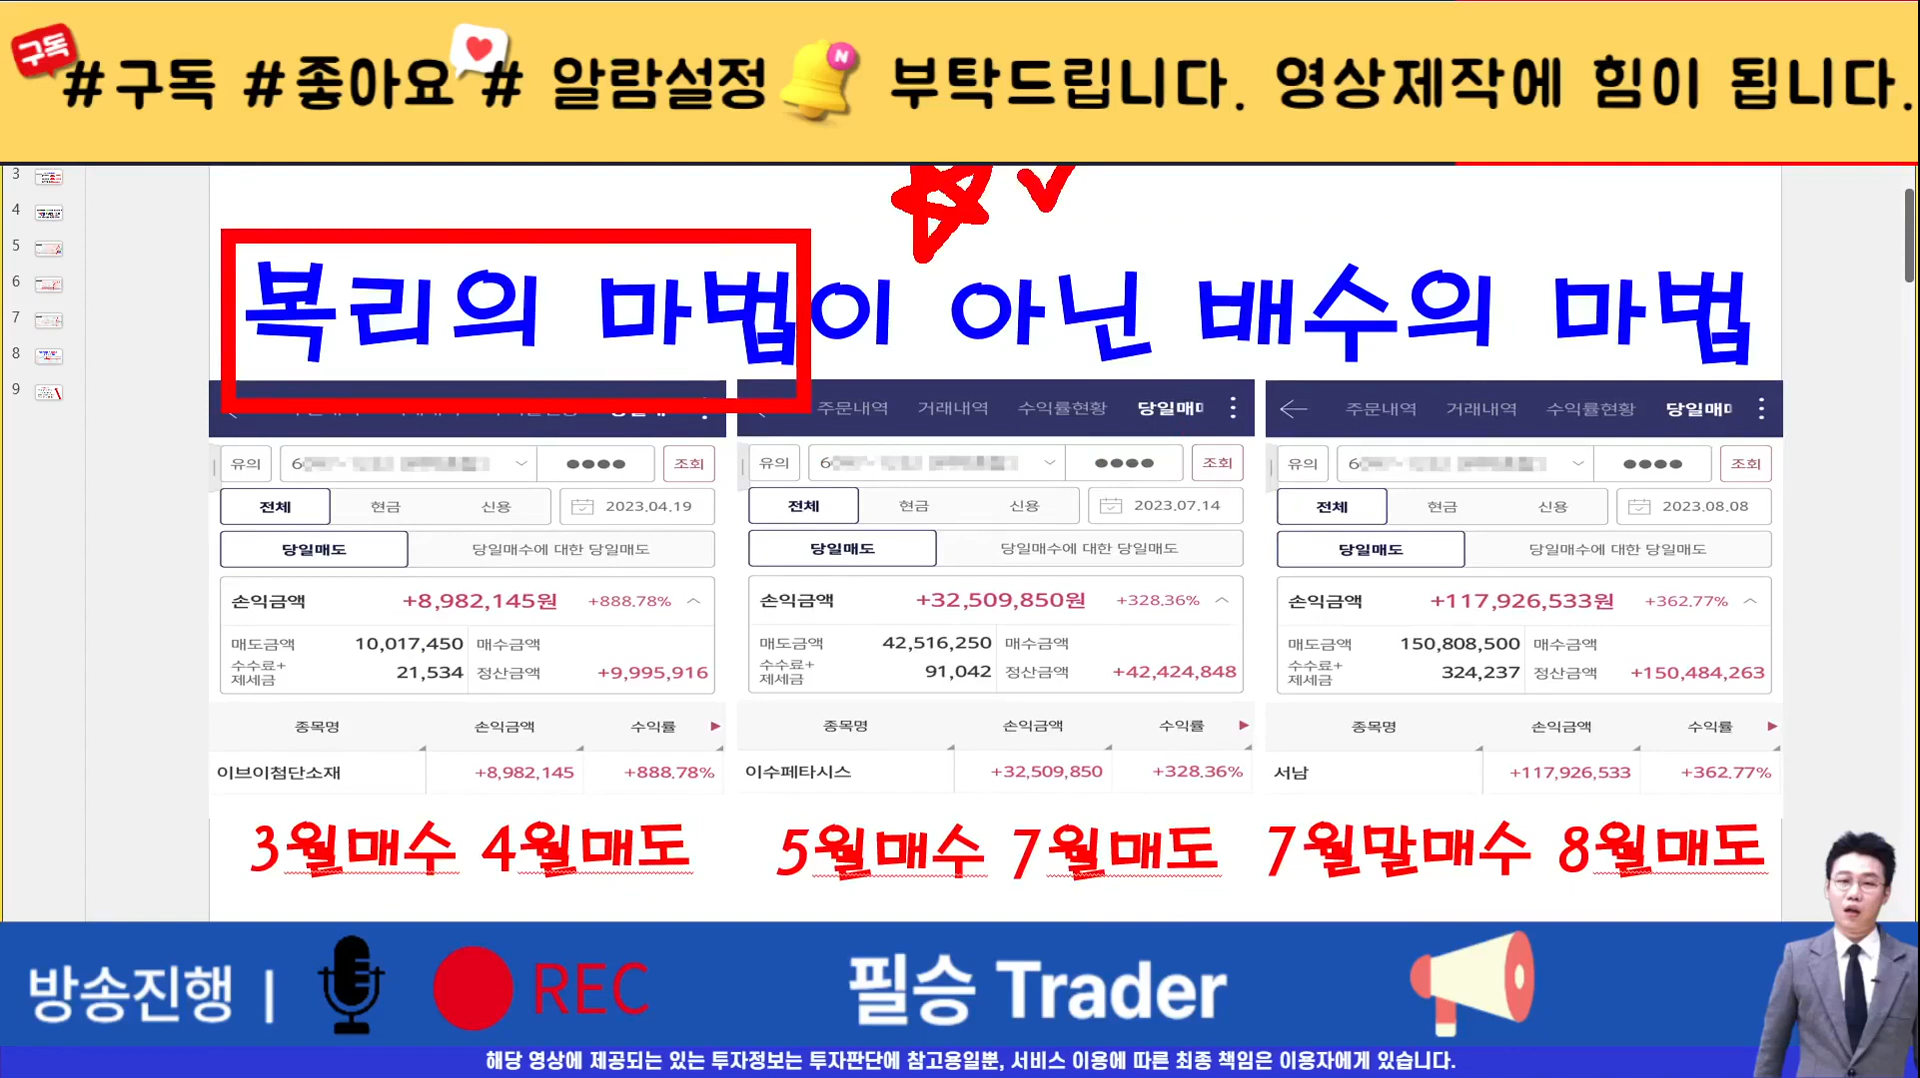 구독
#구독 #좋아요 # 알람설정 부탁드립니다. 영상제작에 힘이 됩니다.
N
3
4
5
6
7
8
9
복리의 마법이 아닌 배수의 마법
유의 6 조회
전체 현금 신용 2023.04.19
당일매도 당일매수에 대한 당일매도
손익금액 +8,982,145원 +888.78%
매도금액 10,017,450 매수금액
수수료+제세금 21,534 정산금액 +9,995,916
종목명 손익금액 수익률
이브이첨단소재 +8,982,145 +888.78%
3월매수 4월매도
주문내역 거래내역 수익률현황 당일매매
유의 6 조회
전체 현금 신용 2023.07.14
당일매도 당일매수에 대한 당일매도
손익금액 +32,509,850원 +328.36%
매도금액 42,516,250 매수금액
수수료+제세금 91,042 정산금액 +42,424,848
종목명 손익금액 수익률
이수페타시스 +32,509,850 +328.36%
5월매수 7월매도
주문내역 거래내역 수익률현황 당일매매
유의 6 조회
전체 현금 신용 2023.08.08
당일매도 당일매수에 대한 당일매도
손익금액 +117,926,533원 +362.77%
매도금액 150,808,500 매수금액
수수료+제세금 324,237 정산금액 +150,484,263
종목명 손익금액 수익률
서남 +117,926,533 +362.77%
7월말매수 8월매도
방송진행 | REC 필승 Trader
해당 영상에 제공되는 있는 투자정보는 투자판단에 참고용일뿐, 서비스 이용에 따른 최종 책임은 이용자에게 있습니다.